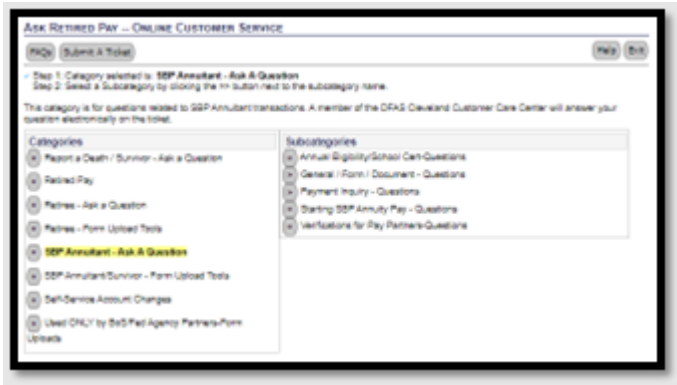 ASK RETIRED PAY – ONLINE CUSTOMER SERVICE
FAQs Submit A Ticket Help Exit
Step 1: Category selected is: SBP Annuitant - Ask A Question
Step 2: Select a Subcategory by clicking the >> button next to the subcategory name.
This category is for questions related to SBP Annuitant transactions. A member of the DFAS Cleveland Customer Care Center will answer your
question electronically on the ticket.
Categories
Report a Death / Survivor - Ask a Question
Retired Pay
Retiree - Ask a Question
Retiree - Form Upload Tools
SBP Annuitant - Ask A Question
SBP Annuitant/Survivor - Form Upload Tools
Self-Service Account Changes
Used ONLY by BoS Fed Agency Partners-Form
Uploads
Subcategories
Annual Eligibility/School Cert-Questions
General / Form / Document - Questions
Payment Inquiry - Questions
Starting SBP Annuity Pay - Questions
Verifications for Pay Partners-Questions